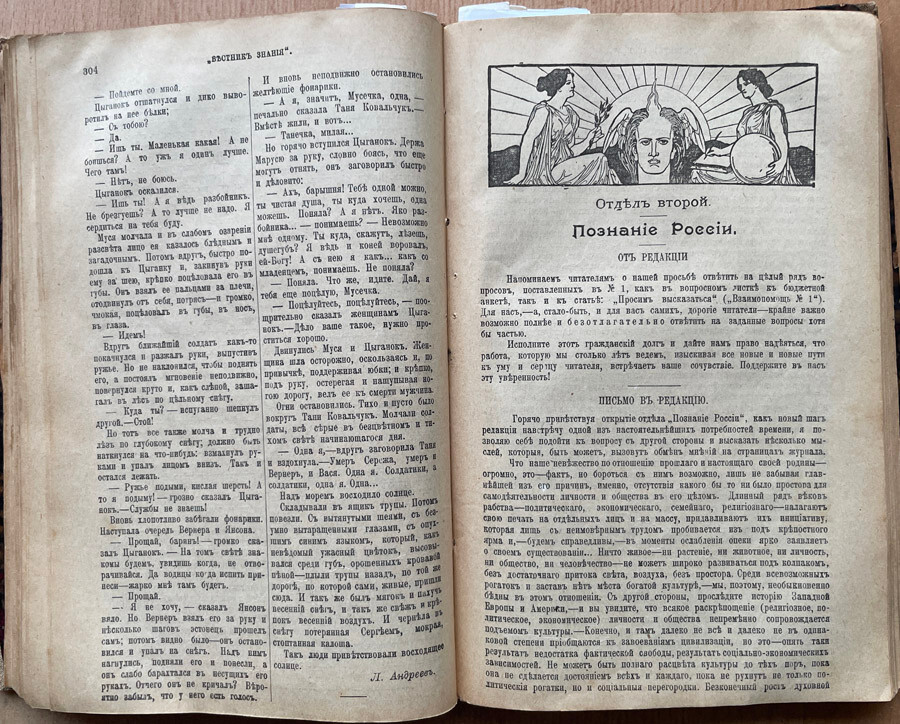 304
„ВѢСТНИКЪ ЗНАНІЯ“.
— Пойдемте со мной.
Цыганокъ отшатнулся и дико выво-
ротилъ на нее бѣлки;
— Съ тобою?
— Да.
— Ишь ты. Маленькая какая! А не
боишься? А то ужъ я одинъ лучше.
Чего тамъ!
— Нѣтъ, не боюсь.
Цыганокъ оскалился.
— Ишь ты! А я вѣдь разбойникъ.
Не брезгуешь? А то лучше не надо. Я
сердиться на тебя буду.
Муся молчала и въ слабомъ озареніи
разсвѣта лицо ея казалось блѣднымъ и
загадочнымъ. Потомъ вдругъ, быстро по-
дошла къ Цыганку и, закинувъ руки
ему за шею, крѣпко поцѣловала его въ
губы. Онъ взялъ ее пальцами за плечи,
отодвинулъ отъ себя, потрясъ—и громко,
чмокая, поцѣловалъ въ губы, въ носъ,
въ глаза.
— Идемъ!
Вдругъ ближайшій солдатъ какъ-то
покачнулся и разжалъ руки, выпустивъ
ружье. Но не наклонился, чтобы поднять
его, а постоялъ мгновеніе неподвижно,
повернулся круто и, какъ слѣпой, заша-
галъ въ лѣсъ по цѣльному снѣгу.
— Куда ты? — испуганно шепнулъ
другой.—Стой!
Но тотъ все также молча и трудно
лѣзъ по глубокому снѣгу; должно быть
наткнулся на что-нибудь: взмахнулъ ру-
ками и упалъ лицомъ внизъ. Такъ и
остался лежать.
— Ружье подыми, кислая шерсть! А
то я подыму! — грозно сказалъ Цыга-
нокъ.—Службы не знаешь!
Вновь хлопотливо забѣгали фонарики.
Наступала очередь Вернера и Янсона.
— Прощай, баринъ! — громко ска-
залъ Цыганокъ. — На томъ свѣтѣ зна-
комы будемъ, увидишь когда, не отво-
рачивайся. Да водицы когда испить при-
неси—жарко мнѣ тамъ будетъ.
— Прощай.
— Я не хочу, — сказалъ Янсонъ
вяло. Но Вернеръ взялъ его за руку и
нѣсколько шаговъ эстонецъ прошелъ
самъ; потомъ видно было—онъ остано-
вился и упалъ на снѣгъ. Надъ нимъ
нагнулись, подняли его и повели, а
онъ слабо барахтался въ несущихъ его
рукахъ. Отчего онъ не кричалъ? Вѣро-
ятно забылъ, что у него есть голосъ.
И вновь неподвижно остановились
желтѣющіе фонарики.
— А я, значитъ, Мусечка, одна, —
печально сказала Таня Ковальчукъ,—
Вмѣстѣ жили, и вотъ...
— Танечка, милая...
Но горячо вступился Цыганокъ. Держа
Марусю за руку, словно боясь, что еще
могутъ отнять, онъ заговорилъ быстро
и дѣловито:
— Ахъ, барышня! Тебѣ одной можно,
ты чистая душа, ты куда хочешь, одна
можешь. Поняла? А я нѣтъ. Яко раз-
бойника... — понимаешь? — Невозможно
мнѣ одному. Ты куда, скажутъ, лѣзешь,
душегубъ? Я вѣдь и коней воровалъ,
ей-Богу! А съ нею я какъ... какъ со
младенцемъ, понимаешь. Не поняла?
— Поняла. Что же, идите. Дай, я
тебя еще поцѣлую, Мусечка.
— Поцѣлуйтесь, поцѣлуйтесь, — поо-
щрительно сказалъ женщинамъ Цыга-
нокъ.—Дѣло ваше такое, нужно про-
ститься хорошо.
Двинулись Муся и Цыганокъ. Жен-
щина шла осторожно, оскользаясь и, по
привычкѣ, поддерживая юбки; и крѣпко,
подъ руку, остерегая и нащупывая но-
гою дорогу, велъ ее къ смерти мужчина.
Огни остановились. Тихо и пусто было
вокругъ Тани Ковальчукъ. Молчали сол-
даты, всѣ сѣрые въ безцвѣтномъ и ти-
хомъ свѣтѣ начинающагося дня.
— Одна я,—вдругъ заговорила Таня
и вздохнула.—Умеръ Сережа, умеръ и
Вернеръ, и Вася. Одна я. Солдатики, а
солдатики, одна я. Одна...
Надъ моремъ восходило солнце.
Складывали въ ящикъ трупы. Потомъ
повезли. Съ вытянутыми шеями, съ без-
умно вытаращенными глазами, съ опух-
шимъ синимъ языкомъ, который, какъ
невѣдомый ужасный цвѣтокъ, высовы-
вался среди губъ, орошенныхъ кровавой
пѣной—плыли трупы назадъ, по той же
дорогѣ, по которой сами, живые, пришли
сюда. И такъ же былъ мягокъ и пахучъ
весенній снѣгъ, и такъ же свѣжъ и крѣ-
покъ весенній воздухъ. И чернѣла въ
снѣгу потерянная Сергѣемъ, мокрая,
стоптанная калоша.
Такъ люди привѣтствовали восходящее
солнце.
Л. Андреевъ.
Отдѣлъ второй.
Познаніе Россіи.
ОТЪ РЕДАКЦІИ
Напоминаемъ читателямъ о нашей просьбѣ отвѣтить на цѣлый рядъ во-
просовъ, поставленныхъ въ № 1, какъ въ вопросномъ листкѣ къ бюджетной
анкетѣ, такъ и къ статьѣ: „Просимъ высказаться“ („Взаимопомощь № 1“).
Для насъ,—а, стало-быть, и для васъ самихъ, дорогіе читатели—крайне важно
возможно полнѣе и безотлагательно отвѣтить на заданные вопросы хотя
бы частью.
Исполните этотъ гражданскій долгъ и дайте намъ право надѣяться, что
работа, которую мы столько лѣтъ ведемъ, изыскивая все новые и новые пути
къ уму и сердцу читателя, встрѣчаетъ ваше сочувствіе. Поддержите въ насъ
эту увѣренность!
ПИСЬМО ВЪ РЕДАКЦІЮ.
Горячо привѣтствуя открытіе отдѣла „Познаніе Россіи“, какъ новый шагъ
редакціи навстрѣчу одной изъ настоятельнѣйшихъ потребностей времени, я по-
зволяю себѣ подойти къ вопросу съ другой стороны и высказать нѣсколько мы-
слей, которыя, быть можетъ, вызовутъ обмѣнъ мнѣній на страницахъ журнала.
Что наше невѣжество по отношенію прошлаго и настоящаго своей родины—
огромно, это—фактъ, но бороться съ нимъ возможно, лишь не забывая глав-
нѣйшей изъ его причинъ, именно, отсутствія какого бы то ни было простора для
самодѣятельности личности и общества въ его цѣломъ. Длинный рядъ вѣковъ
рабства—политическаго, экономическаго, семейнаго, религіознаго—налагаютъ
свою печать на отдѣльныхъ лицъ и на массу, придавливаютъ ихъ иниціативу,
которая лишь съ неимовѣрнымъ трудомъ пробивается изъ подъ крѣпостного
ярма и,—будемъ справедливы,—въ моменты ослабленія опеки ярко заявляетъ
о своемъ существованіи... Ничто живое—ни растеніе, ни животное, ни личность,
ни общество, ни человѣчество—не можетъ широко развиваться подъ колпакомъ,
безъ достаточнаго притока свѣта, воздуха, безъ простора. Среди всевозможныхъ
рогатокъ и заставъ нѣтъ мѣста богатой культурѣ,—мы, поэтому, необыкновенно
бѣдны въ этомъ отношеніи. Съ другой стороны, прослѣдите исторію Западной
Европы и Америки,—и вы увидите, что всякое раскрѣпощеніе (религіозное, по-
литическое, экономическое) личности и общества непремѣнно сопровождается
подъемомъ культуры.—Конечно, и тамъ далеко не всѣ и далеко не въ одина-
ковой степени пріобщаются къ завоеваніямъ цивилизаціи, но это—опять таки
результатъ недостатка фактической свободы, результатъ соціально-экономическихъ
зависимостей. Не можетъ быть полнаго расцвѣта культуры до тѣхъ поръ, пока
она не сдѣлается достояніемъ всѣхъ и каждаго, пока не рухнутъ не только по-
литическія рогатки, но и соціальныя перегородки. Безконечный ростъ духовной